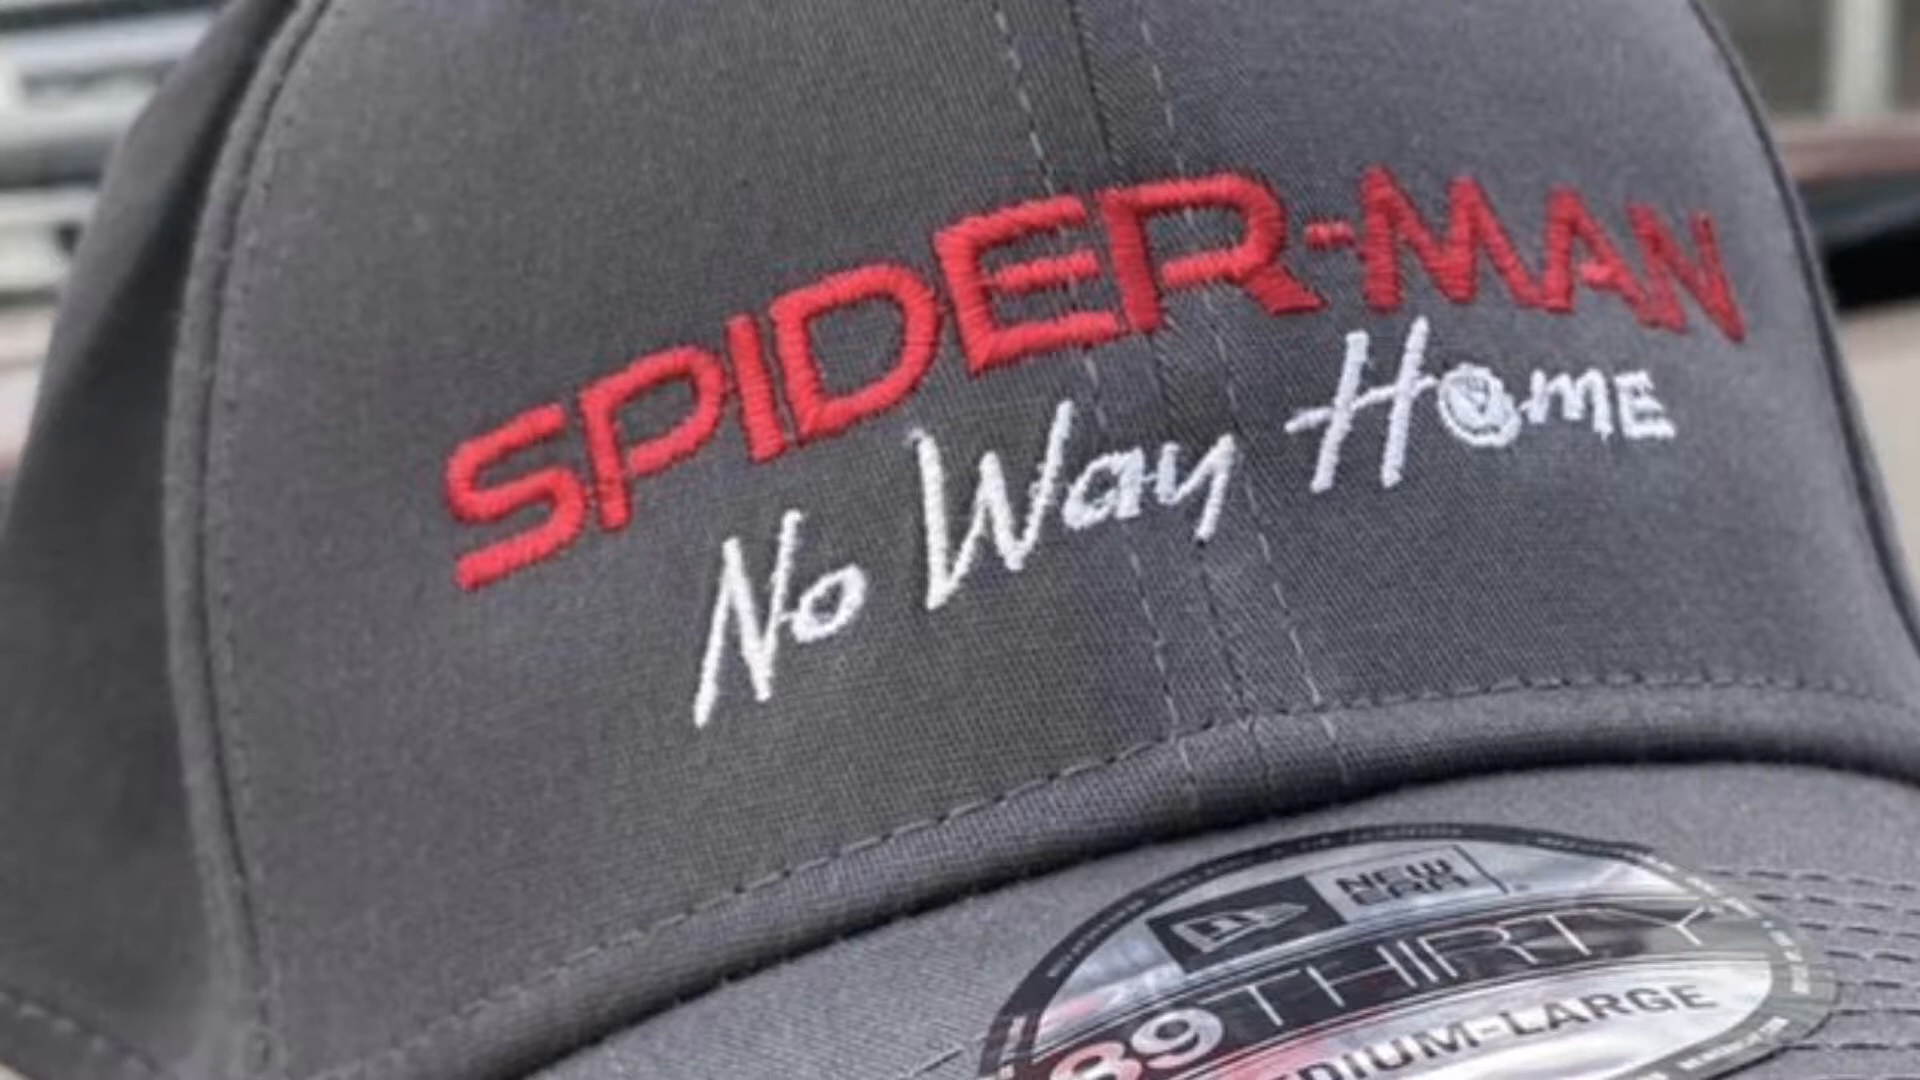 SPIDER-MAN
No Way Home
NEW ERA
39THIRTY
MEDIUM-LARGE